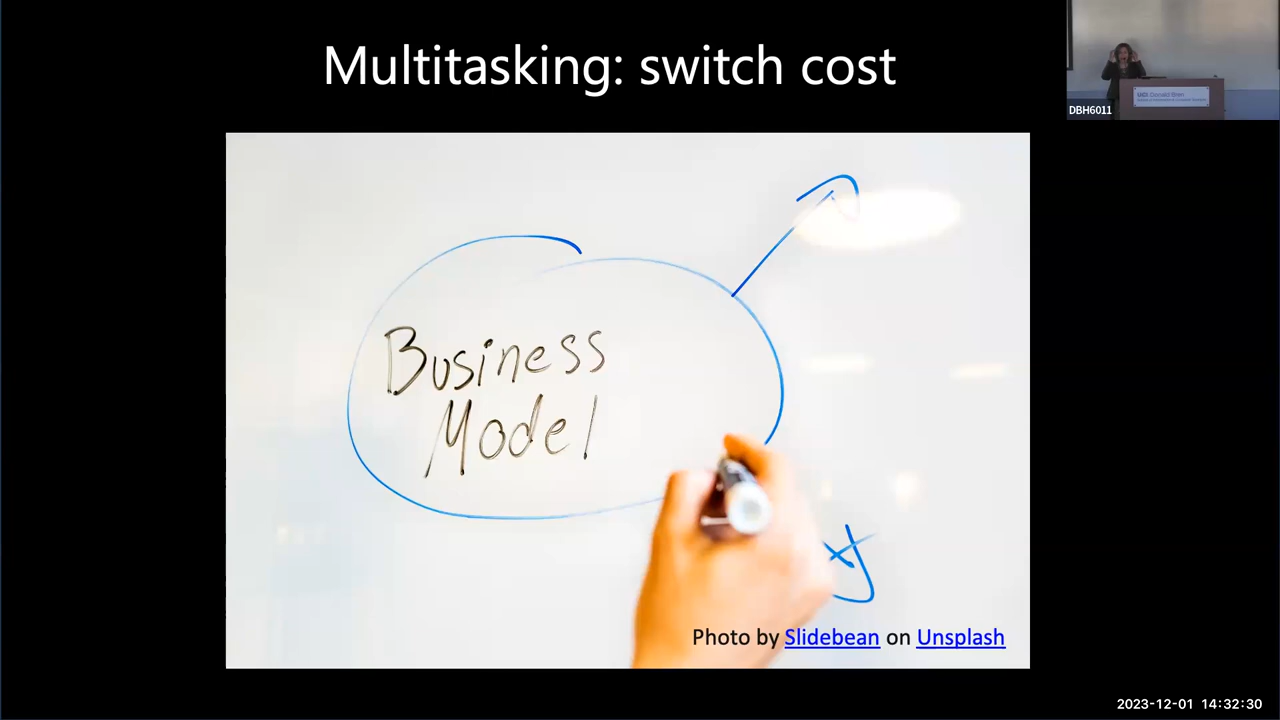 Multitasking: switch cost
DBH6011
Business
Model
Photo by Slidebean on Unsplash
2023-12-01 14:32:30